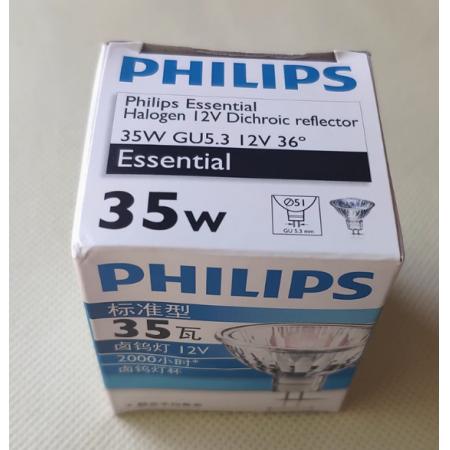 PHILIPS
Philips Essential
Halogen 12V Dichroic reflector
35W GU5.3 12V 36°
Essential
35W
Ø51
GU 5.3 mm
PHILIPS
标准型
35瓦
卤钨灯 12V
2000小时*
卤钨灯杯